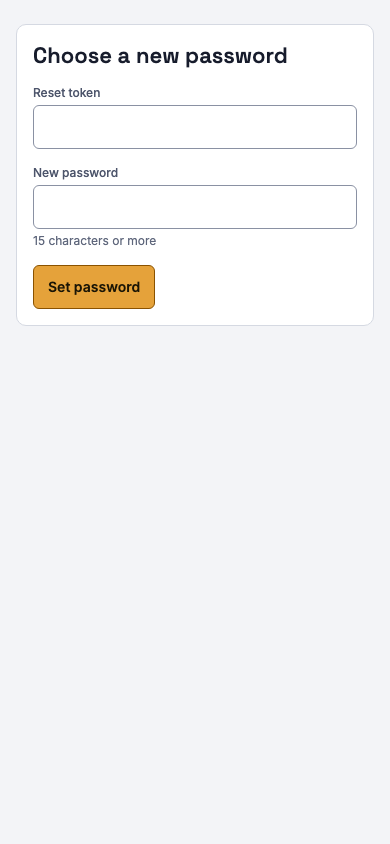 Choose a new password
Reset token
New password
15 characters or more
Set password